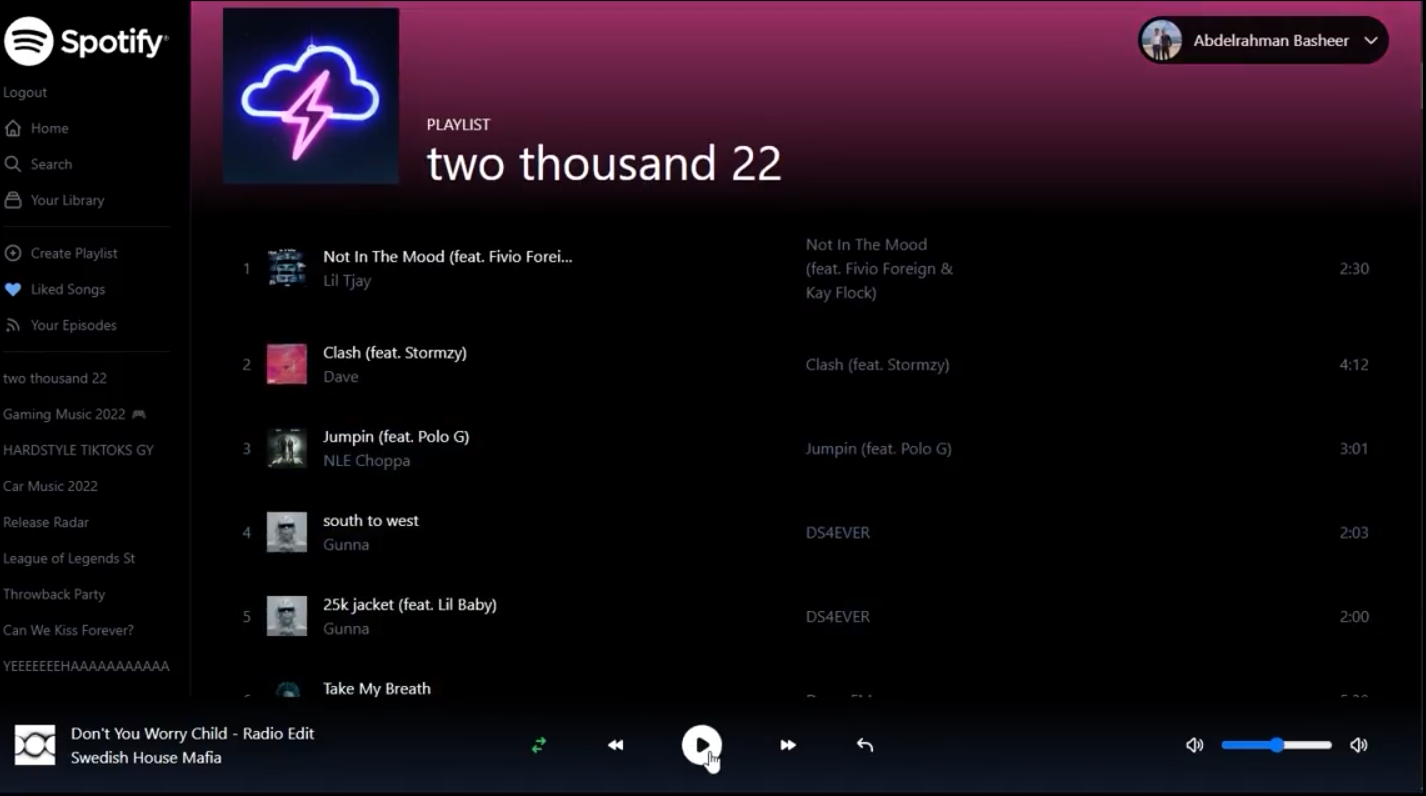 Spotify
Logout
Home
Search
Your Library
Create Playlist
Liked Songs
Your Episodes
two thousand 22
Gaming Music 2022 🎮
HARDSTYLE TIKTOKS GY
Car Music 2022
Release Radar
League of Legends St
Throwback Party
Can We Kiss Forever?
YEEEEEEEHAAAAAAAAAAA
Abdelrahman Basheer
PLAYLIST
two thousand 22
1
Not In The Mood (feat. Fivio Forei...
Lil Tjay
Not In The Mood
(feat. Fivio Foreign &
Kay Flock)
2:30
2
Clash (feat. Stormzy)
Dave
Clash (feat. Stormzy)
4:12
3
Jumpin (feat. Polo G)
NLE Choppa
Jumpin (feat. Polo G)
3:01
4
south to west
Gunna
DS4EVER
2:03
5
25k jacket (feat. Lil Baby)
Gunna
DS4EVER
2:00
Take My Breath
Don't You Worry Child - Radio Edit
Swedish House Mafia